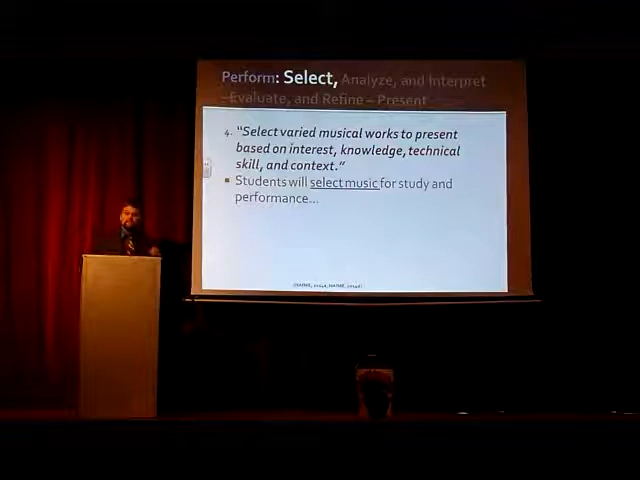 Perform: Select, Analyze, and Interpret
–Evaluate, and Refine – Present
4. “Select varied musical works to present
based on interest, knowledge, technical
skill, and context.”
▪ Students will select music for study and
performance...